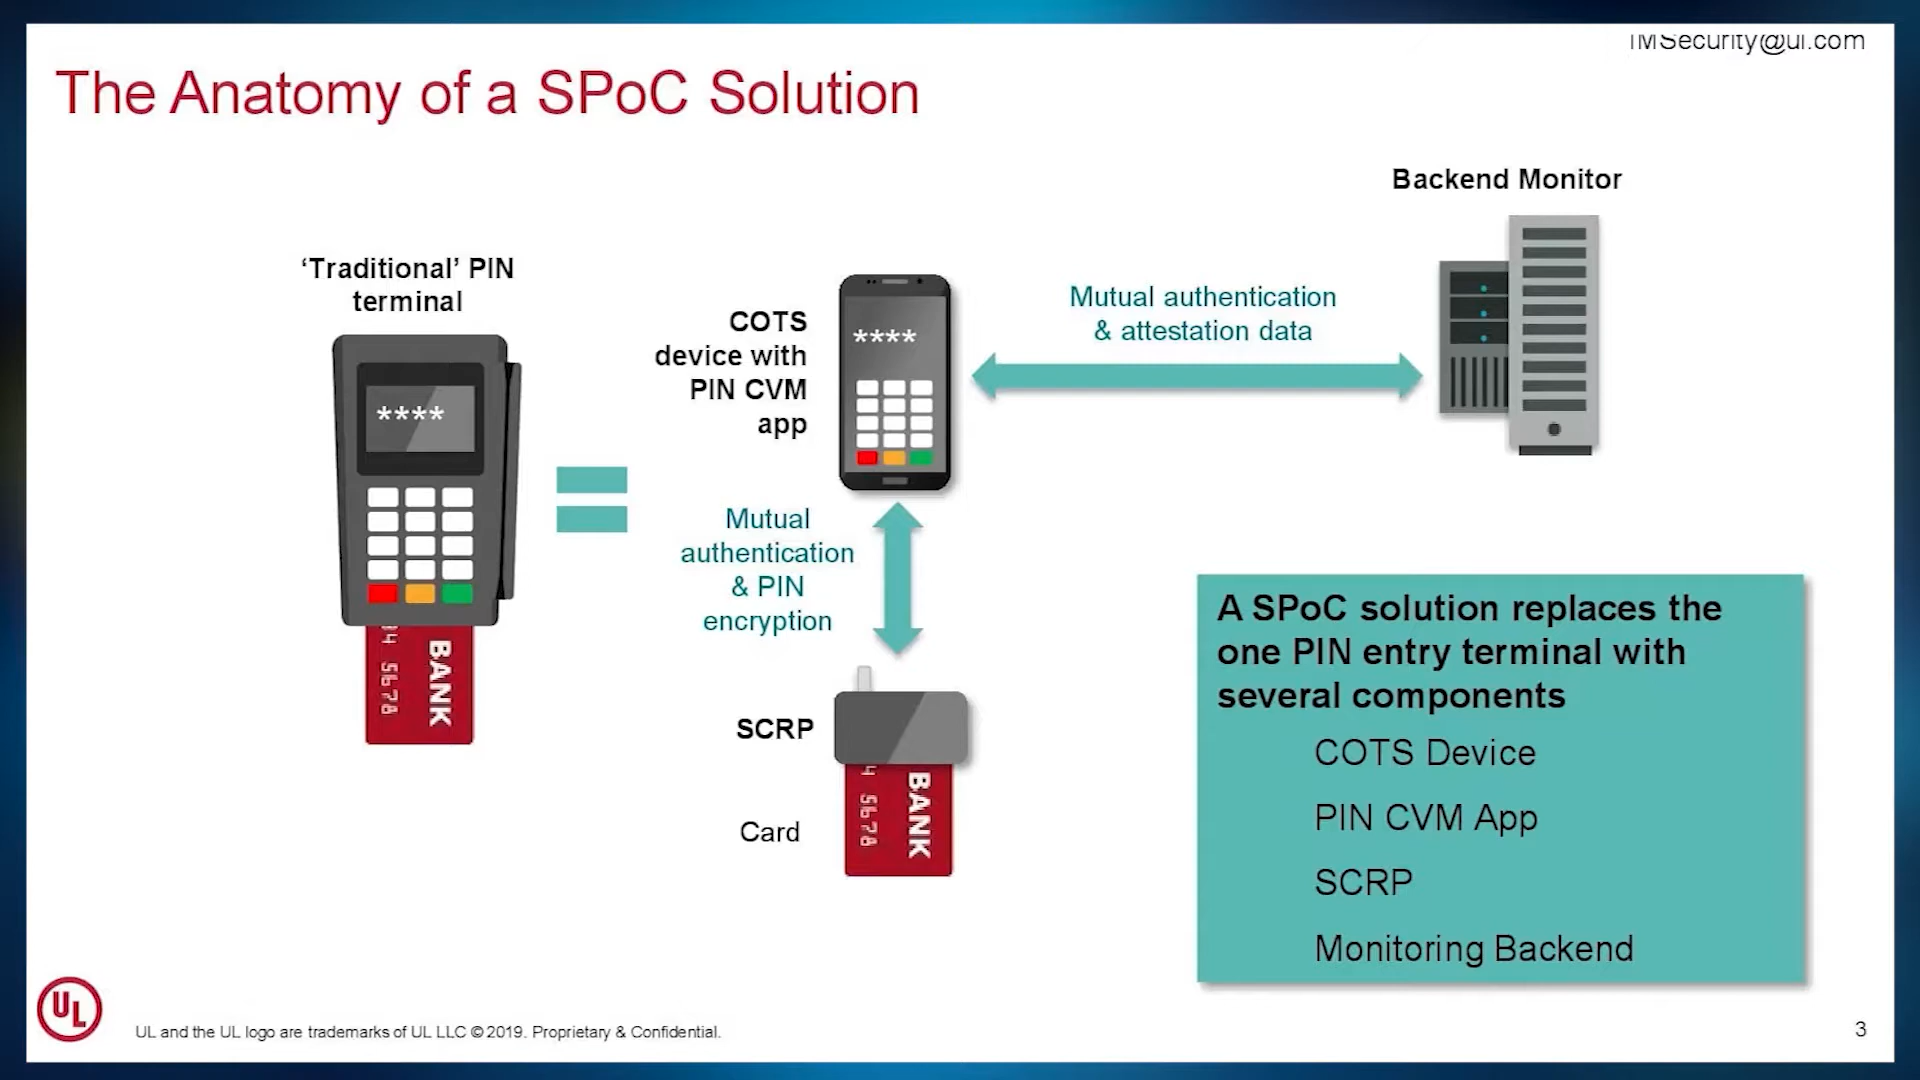 IMSecurity@ul.com
The Anatomy of a SPoC Solution
Backend Monitor
‘Traditional’ PIN
terminal
****
BANK
5678
COTS
device with
PIN CVM
app
****
Mutual authentication
& attestation data
Mutual
authentication
& PIN
encryption
SCRP
Card
BANK
5678
A SPoC solution replaces the
one PIN entry terminal with
several components
COTS Device
PIN CVM App
SCRP
Monitoring Backend
UL
UL and the UL logo are trademarks of UL LLC © 2019. Proprietary & Confidential.
3